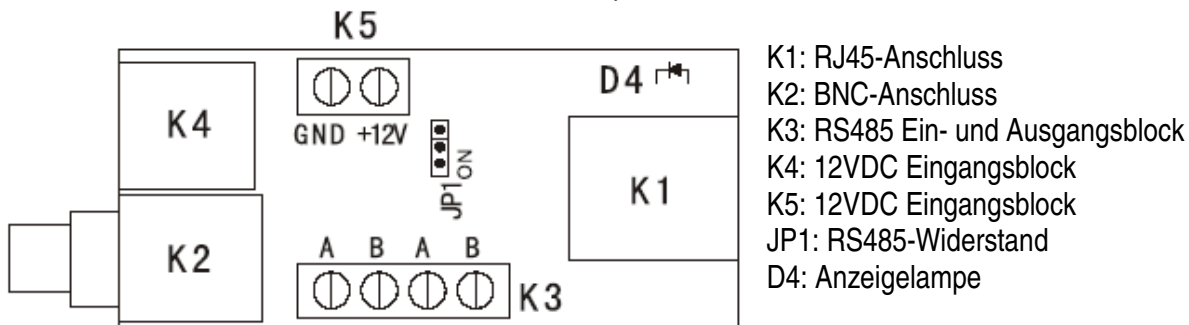 K5
D4
K4
GND +12V
JP1
ON
K1
K2
A B A B
K3
K1: RJ45-Anschluss
K2: BNC-Anschluss
K3: RS485 Ein- und Ausgangsblock
K4: 12VDC Eingangsblock
K5: 12VDC Eingangsblock
JP1: RS485-Widerstand
D4: Anzeigelampe